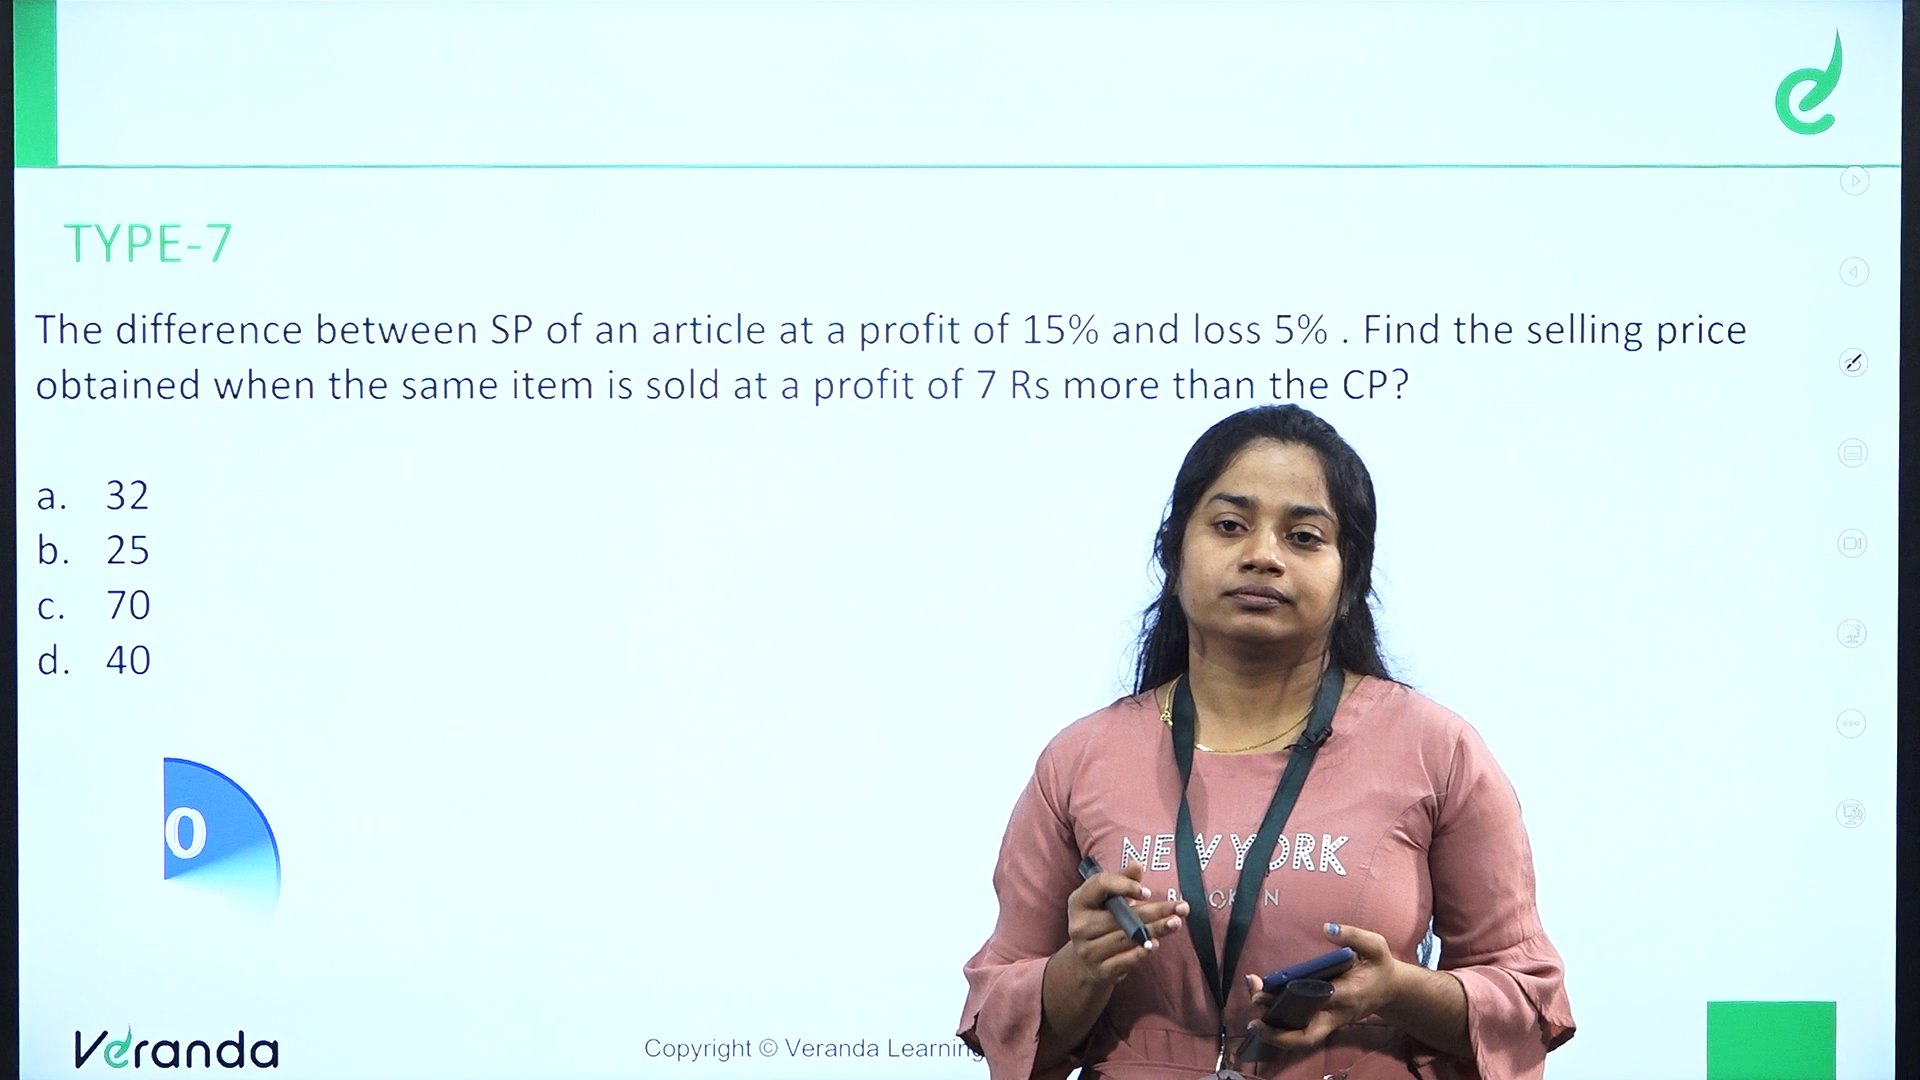 TYPE-7
The difference between SP of an article at a profit of 15% and loss 5% . Find the selling price
obtained when the same item is sold at a profit of 7 Rs more than the CP?
a. 32
b. 25
c. 70
d. 40
0
NEW YORK
Veranda
Copyright © Veranda Learning